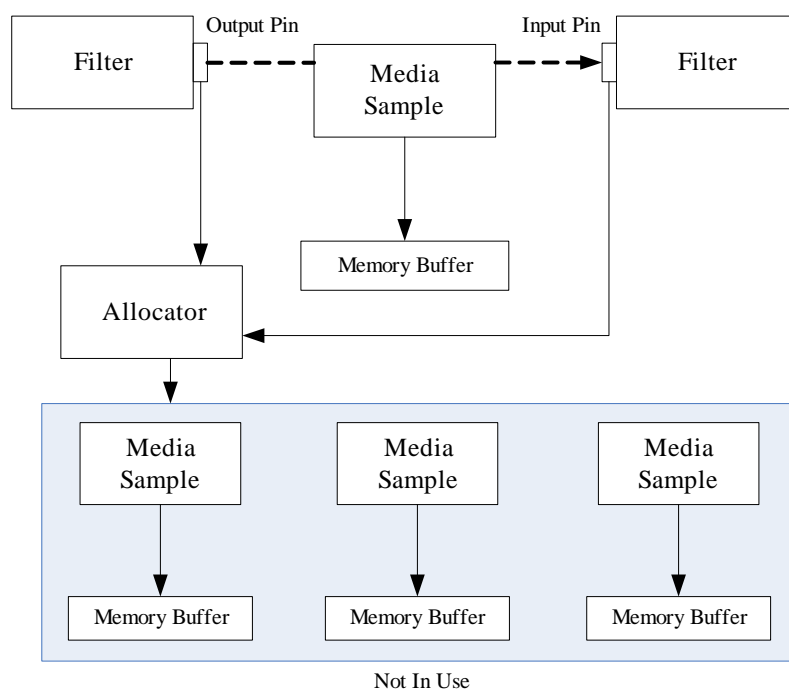 Output Pin
Input Pin
Filter
Media
Sample
Filter
Memory Buffer
Allocator
Media
Sample
Media
Sample
Media
Sample
Memory Buffer
Memory Buffer
Memory Buffer
Not In Use